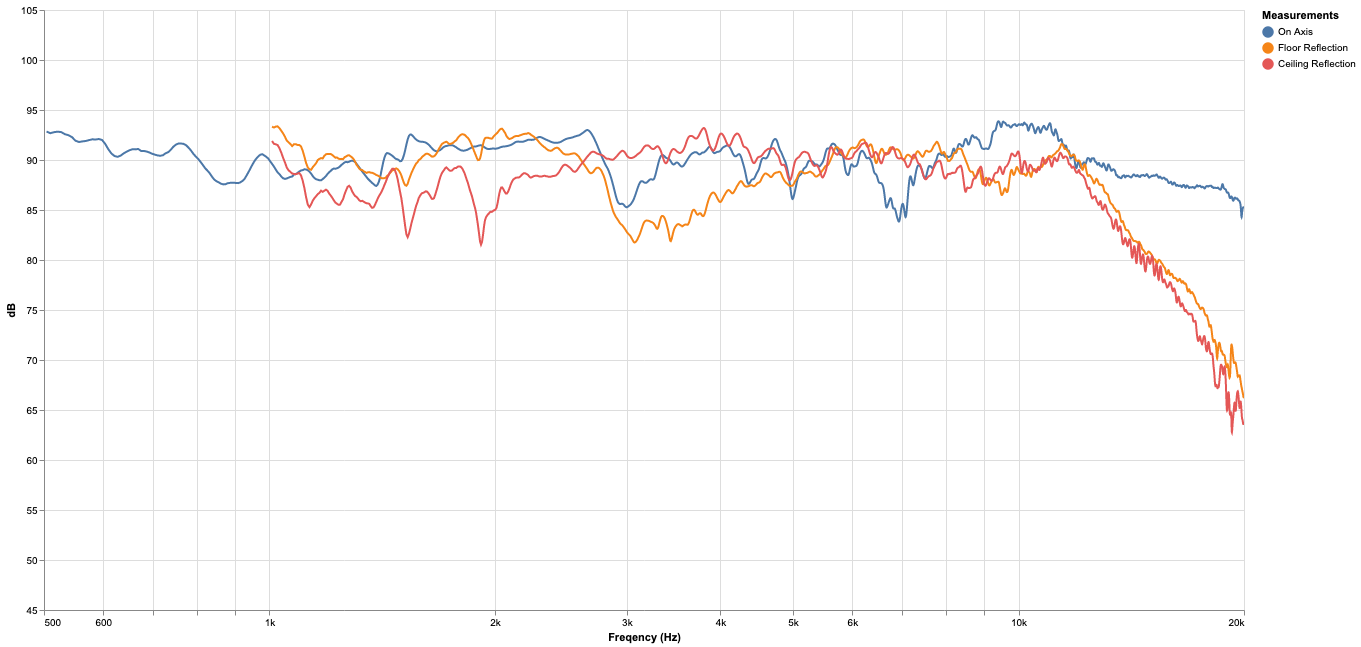 105
100
95
90
85
80
75
70
65
60
55
50
45
dB
500
600
1k
2k
3k
4k
5k
6k
10k
20k
Freqency (Hz)
Measurements
On Axis
Floor Reflection
Ceiling Reflection